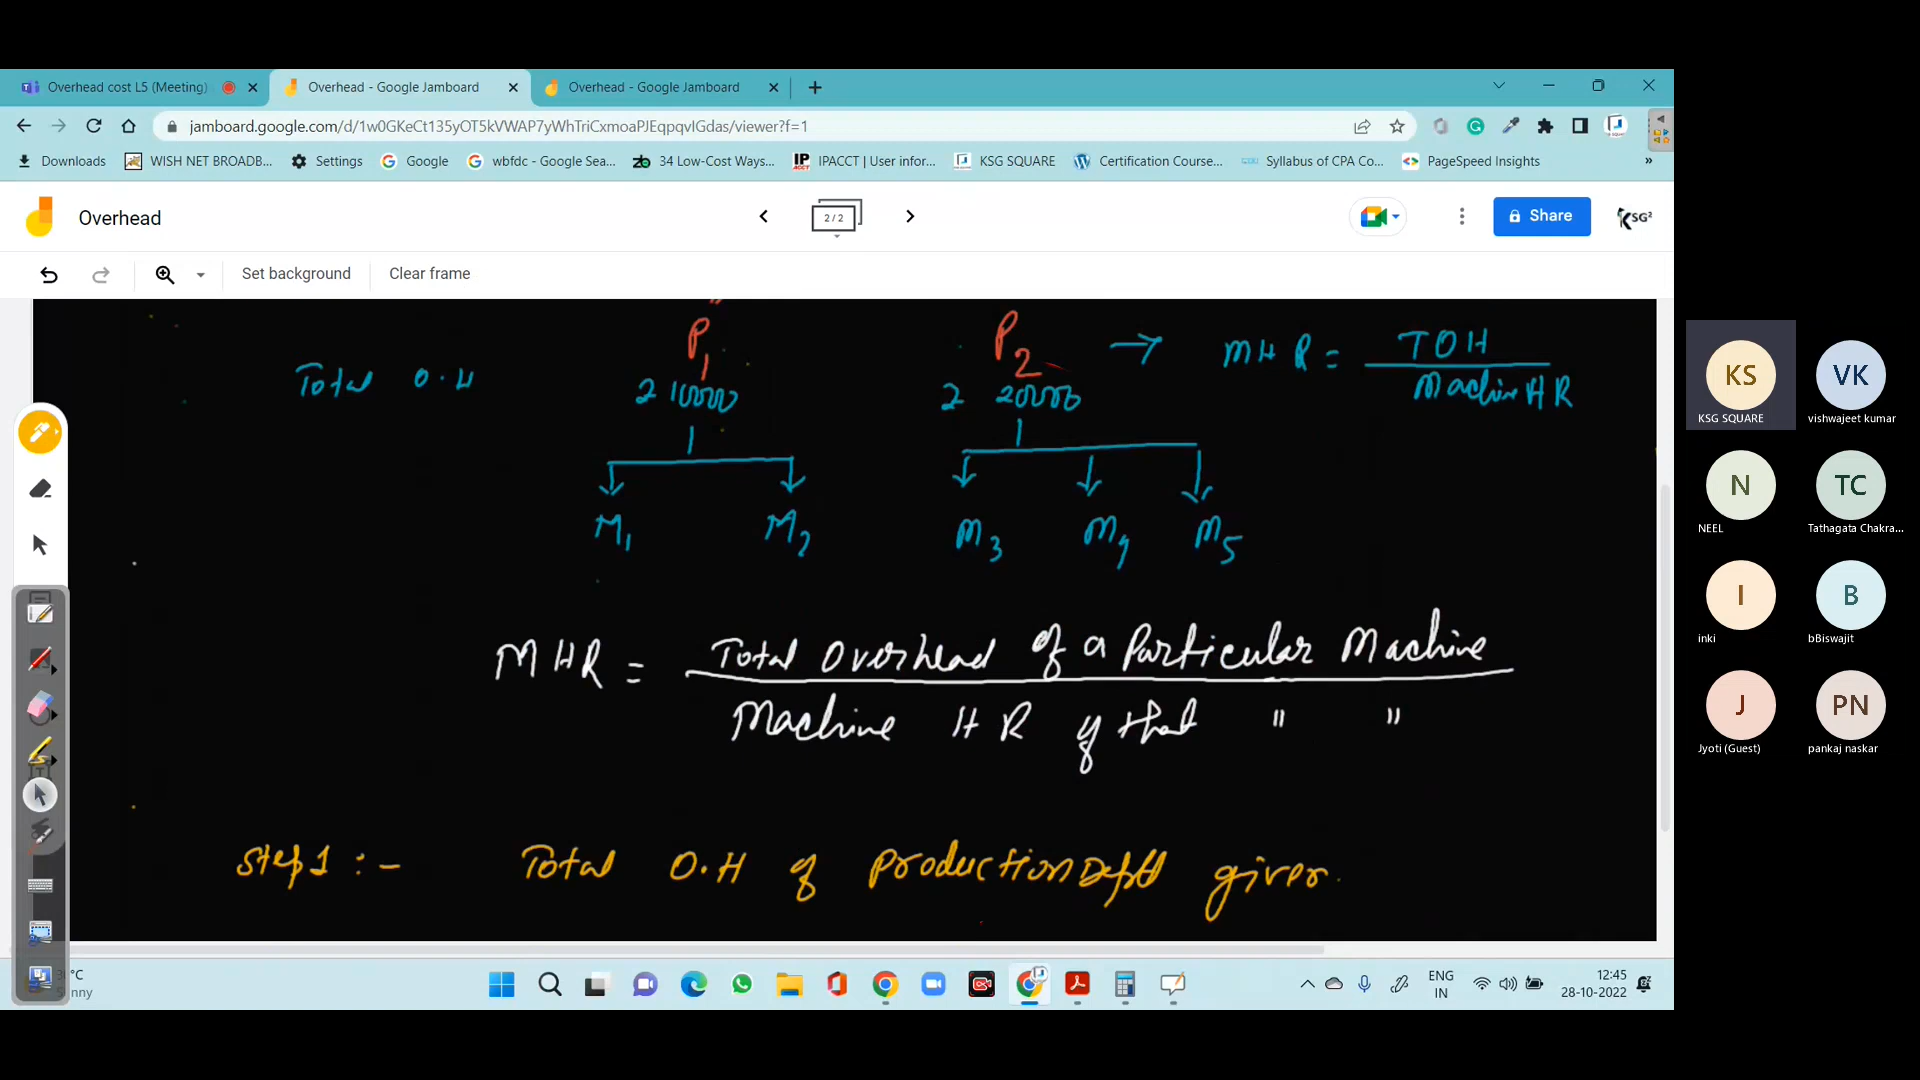 Overhead cost L5 (Meeting) Overhead - Google Jamboard Overhead - Google Jamboard
jamboard.google.com/d/1w0GKeCt135yOT5kVWAP7yWhTriCxmoaPJEqpqvIGdas/viewer?f=1
Downloads WISH NET BROADB... Settings Google wbfdc - Google Sea... 34 Low-Cost Ways... IPACCT | User infor... KSG SQUARE Certification Course... Syllabus of CPA Co... PageSpeed Insights »
Overhead 2 / 2 Share KSG²
Set background Clear frame
P1 P2 → MHR = TOH
Total O.H 210000 220000 Machine HR
M1 M2 M3 M4 M5
MHR = Total Overhead of a Particular Machine
Machine HR of that " "
Step 1 :- Total O.H of Production Deptt given.
KS VK
KSG SQUARE vishwajeet kumar
N TC
NEEL Tathagata Chakra...
I B
inki bBiswajit
J PN
Jyoti (Guest) pankaj naskar
ENG 12:45
IN 28-10-2022